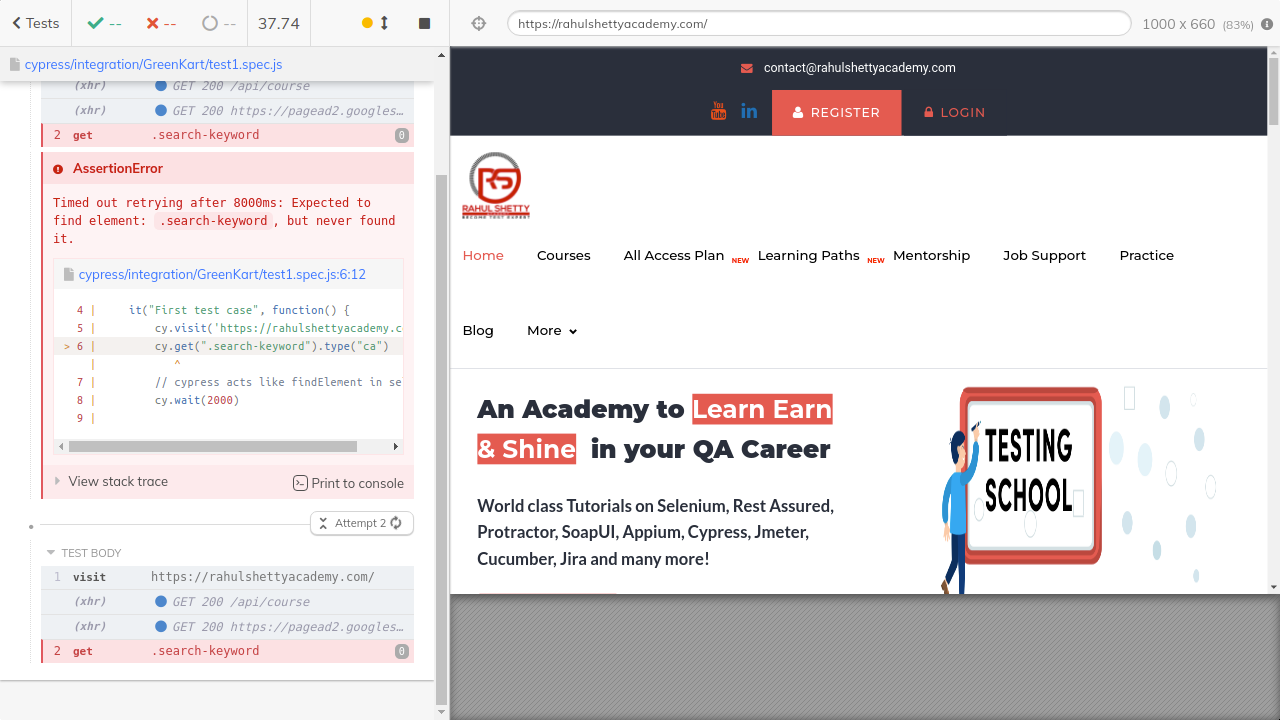 Tests
--
--
--
37.74
https://rahulshettyacademy.com/
1000 x 660 (83%)
cypress/integration/GreenKart/test1.spec.js
(xhr) GET 200 /api/course
(xhr) GET 200 https://pagead2.googles…
2 get .search-keyword 0
AssertionError
Timed out retrying after 8000ms: Expected to
find element: .search-keyword, but never found
it.
cypress/integration/GreenKart/test1.spec.js:6:12
4 | it("First test case", function() {
5 | cy.visit('https://rahulshettyacademy.c
> 6 | cy.get(".search-keyword").type("ca")
| ^
7 | // cypress acts like findElement in se
8 | cy.wait(2000)
9 |
View stack trace
Print to console
Attempt 2
TEST BODY
1 visit https://rahulshettyacademy.com/
(xhr) GET 200 /api/course
(xhr) GET 200 https://pagead2.googles…
2 get .search-keyword 0
contact@rahulshettyacademy.com
You
Tube
in
REGISTER
LOGIN
RS
RAHUL SHETTY
Home
Courses
All Access Plan NEW
Learning Paths NEW
Mentorship
Job Support
Practice
Blog
More
An Academy to Learn Earn
& Shine in your QA Career
World class Tutorials on Selenium, Rest Assured,
Protractor, SoapUI, Appium, Cypress, Jmeter,
Cucumber, Jira and many more!
TESTING
SCHOOL